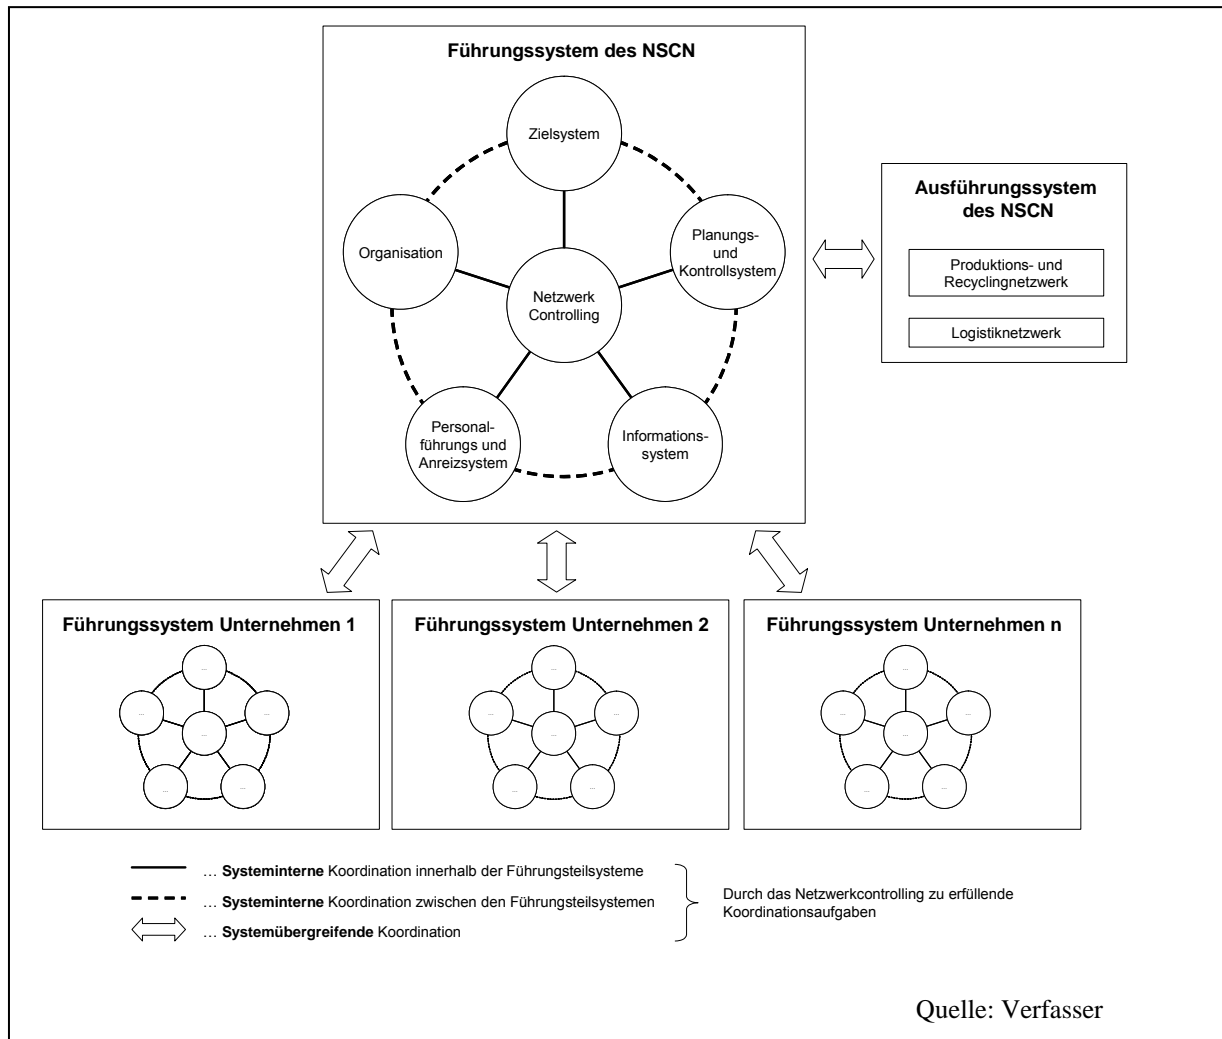 Führungssystem des NSCN
Zielsystem
Organisation
Planungs-
und
Kontrollsystem
Netzwerk
Controlling
Personal-
führungs und
Anreizsystem
Informations-
system
Ausführungssystem
des NSCN
Produktions- und
Recyclingnetzwerk
Logistiknetzwerk
Führungssystem Unternehmen 1
...
...
...
...
...
...
Führungssystem Unternehmen 2
...
...
...
...
...
...
Führungssystem Unternehmen n
...
...
...
...
...
...
... Systeminterne Koordination innerhalb der Führungsteilsysteme
... Systeminterne Koordination zwischen den Führungsteilsystemen
... Systemübergreifende Koordination
Durch das Netzwerkcontrolling zu erfüllende
Koordinationsaufgaben
Quelle: Verfasser